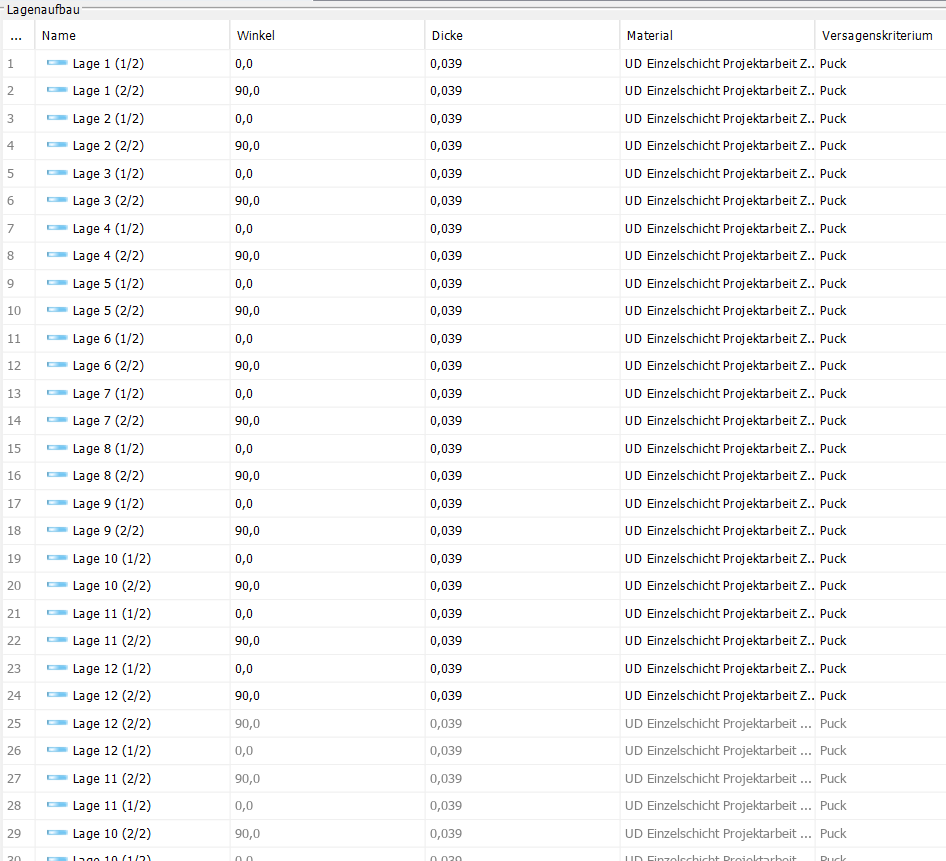 Lagenaufbau
... Name Winkel Dicke Material Versagenskriterium
1 Lage 1 (1/2) 0,0 0,039 UD Einzelschicht Projektarbeit Z... Puck
2 Lage 1 (2/2) 90,0 0,039 UD Einzelschicht Projektarbeit Z... Puck
3 Lage 2 (1/2) 0,0 0,039 UD Einzelschicht Projektarbeit Z... Puck
4 Lage 2 (2/2) 90,0 0,039 UD Einzelschicht Projektarbeit Z... Puck
5 Lage 3 (1/2) 0,0 0,039 UD Einzelschicht Projektarbeit Z... Puck
6 Lage 3 (2/2) 90,0 0,039 UD Einzelschicht Projektarbeit Z... Puck
7 Lage 4 (1/2) 0,0 0,039 UD Einzelschicht Projektarbeit Z... Puck
8 Lage 4 (2/2) 90,0 0,039 UD Einzelschicht Projektarbeit Z... Puck
9 Lage 5 (1/2) 0,0 0,039 UD Einzelschicht Projektarbeit Z... Puck
10 Lage 5 (2/2) 90,0 0,039 UD Einzelschicht Projektarbeit Z... Puck
11 Lage 6 (1/2) 0,0 0,039 UD Einzelschicht Projektarbeit Z... Puck
12 Lage 6 (2/2) 90,0 0,039 UD Einzelschicht Projektarbeit Z... Puck
13 Lage 7 (1/2) 0,0 0,039 UD Einzelschicht Projektarbeit Z... Puck
14 Lage 7 (2/2) 90,0 0,039 UD Einzelschicht Projektarbeit Z... Puck
15 Lage 8 (1/2) 0,0 0,039 UD Einzelschicht Projektarbeit Z... Puck
16 Lage 8 (2/2) 90,0 0,039 UD Einzelschicht Projektarbeit Z... Puck
17 Lage 9 (1/2) 0,0 0,039 UD Einzelschicht Projektarbeit Z... Puck
18 Lage 9 (2/2) 90,0 0,039 UD Einzelschicht Projektarbeit Z... Puck
19 Lage 10 (1/2) 0,0 0,039 UD Einzelschicht Projektarbeit Z... Puck
20 Lage 10 (2/2) 90,0 0,039 UD Einzelschicht Projektarbeit Z... Puck
21 Lage 11 (1/2) 0,0 0,039 UD Einzelschicht Projektarbeit Z... Puck
22 Lage 11 (2/2) 90,0 0,039 UD Einzelschicht Projektarbeit Z... Puck
23 Lage 12 (1/2) 0,0 0,039 UD Einzelschicht Projektarbeit Z... Puck
24 Lage 12 (2/2) 90,0 0,039 UD Einzelschicht Projektarbeit Z... Puck
25 Lage 12 (2/2) 90,0 0,039 UD Einzelschicht Projektarbeit ... Puck
26 Lage 12 (1/2) 0,0 0,039 UD Einzelschicht Projektarbeit ... Puck
27 Lage 11 (2/2) 90,0 0,039 UD Einzelschicht Projektarbeit ... Puck
28 Lage 11 (1/2) 0,0 0,039 UD Einzelschicht Projektarbeit ... Puck
29 Lage 10 (2/2) 90,0 0,039 UD Einzelschicht Projektarbeit ... Puck
30 Lage 10 (1/2) 0,0 0,039 UD Einzelschicht Projektarbeit ... Puck